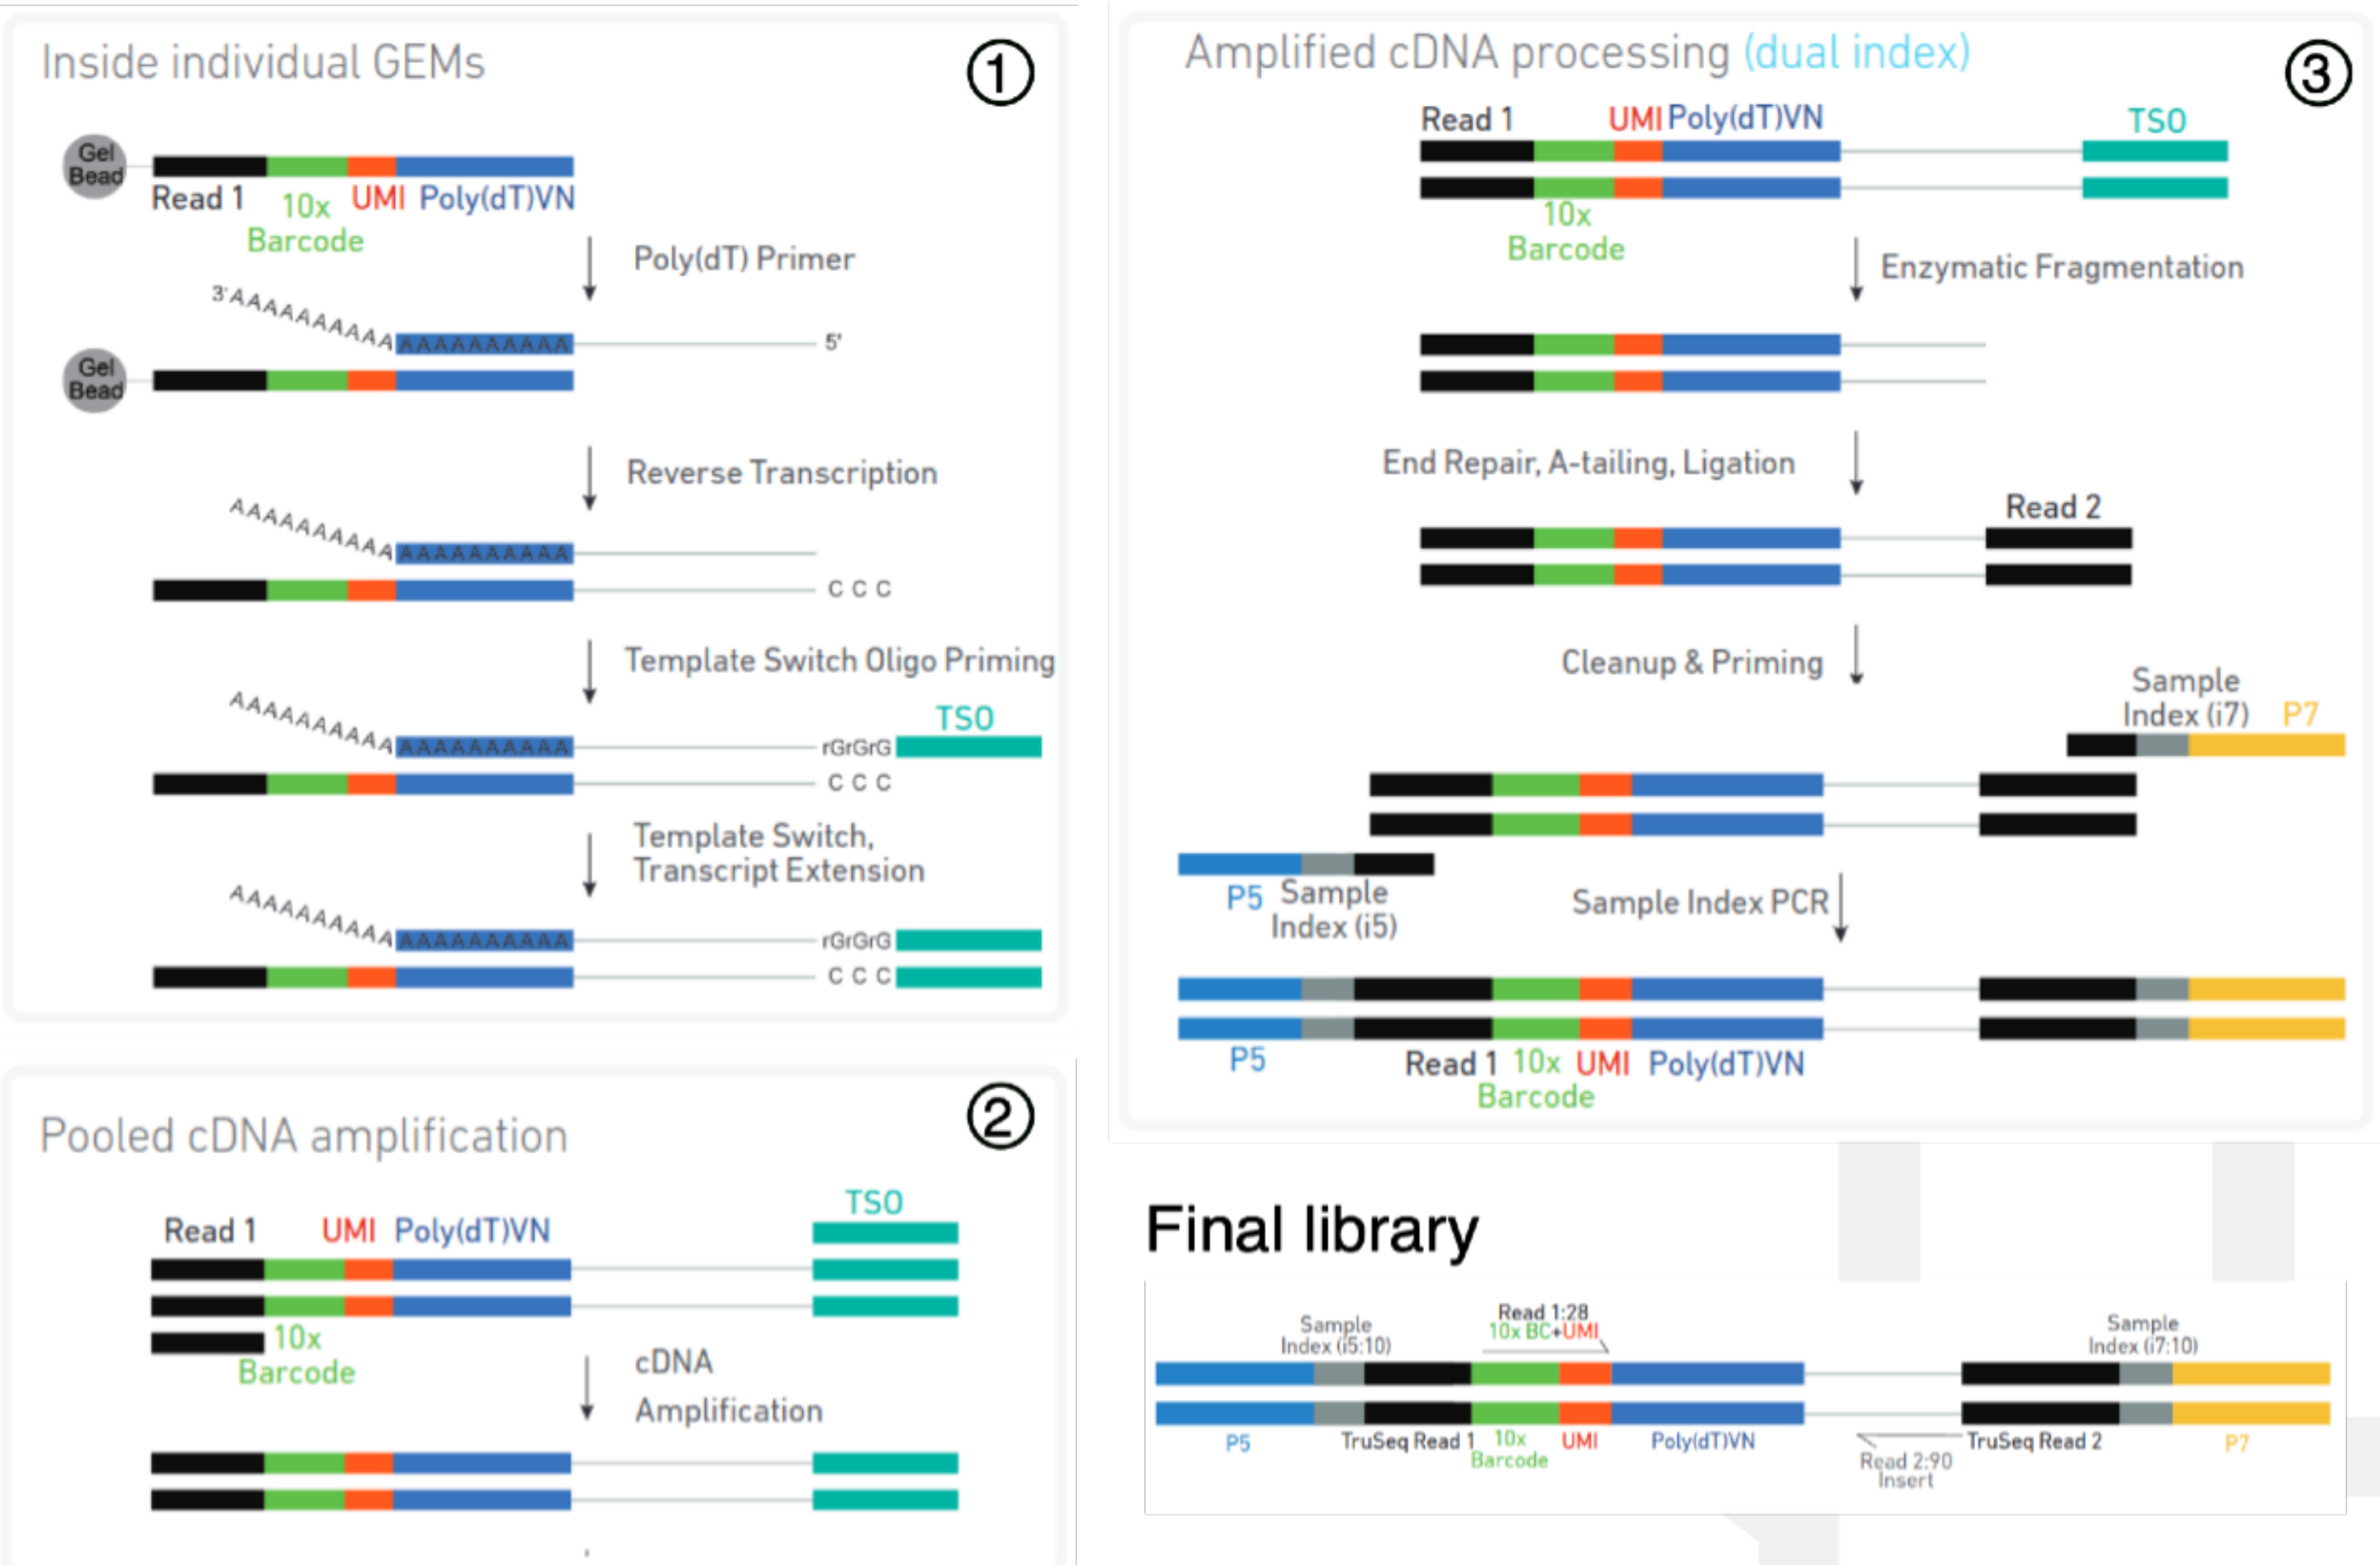 Inside individual GEMs
①
Gel
Bead
Read 1
10x
Barcode
UMI
Poly(dT)VN
Poly(dT) Primer
3'AAAAAAAAAA
AAAAAAAAAA
5'
Gel
Bead
Reverse Transcription
AAAAAAAAAA
AAAAAAAAAA
C C C
Template Switch Oligo Priming
TSO
AAAAAAAAAA
AAAAAAAAAA
rGrGrG
C C C
Template Switch,
Transcript Extension
AAAAAAAAAA
AAAAAAAAAA
rGrGrG
C C C
Pooled cDNA amplification
②
TSO
Read 1
UMI
Poly(dT)VN
10x
Barcode
cDNA
Amplification
Amplified cDNA processing (dual index)
③
Read 1
UMI
Poly(dT)VN
TSO
10x
Barcode
Enzymatic Fragmentation
End Repair, A-tailing, Ligation
Read 2
Cleanup & Priming
Sample
Index (i7)
P7
P5
Sample
Index (i5)
Sample Index PCR
P5
Read 1
10x
Barcode
UMI
Poly(dT)VN
Final library
Sample
Index (i5:10)
Read 1:28
10x BC+UMI
Sample
Index (i7:10)
P5
TruSeq Read 1
10x
Barcode
UMI
Poly(dT)VN
Read 2:90
Insert
TruSeq Read 2
P7